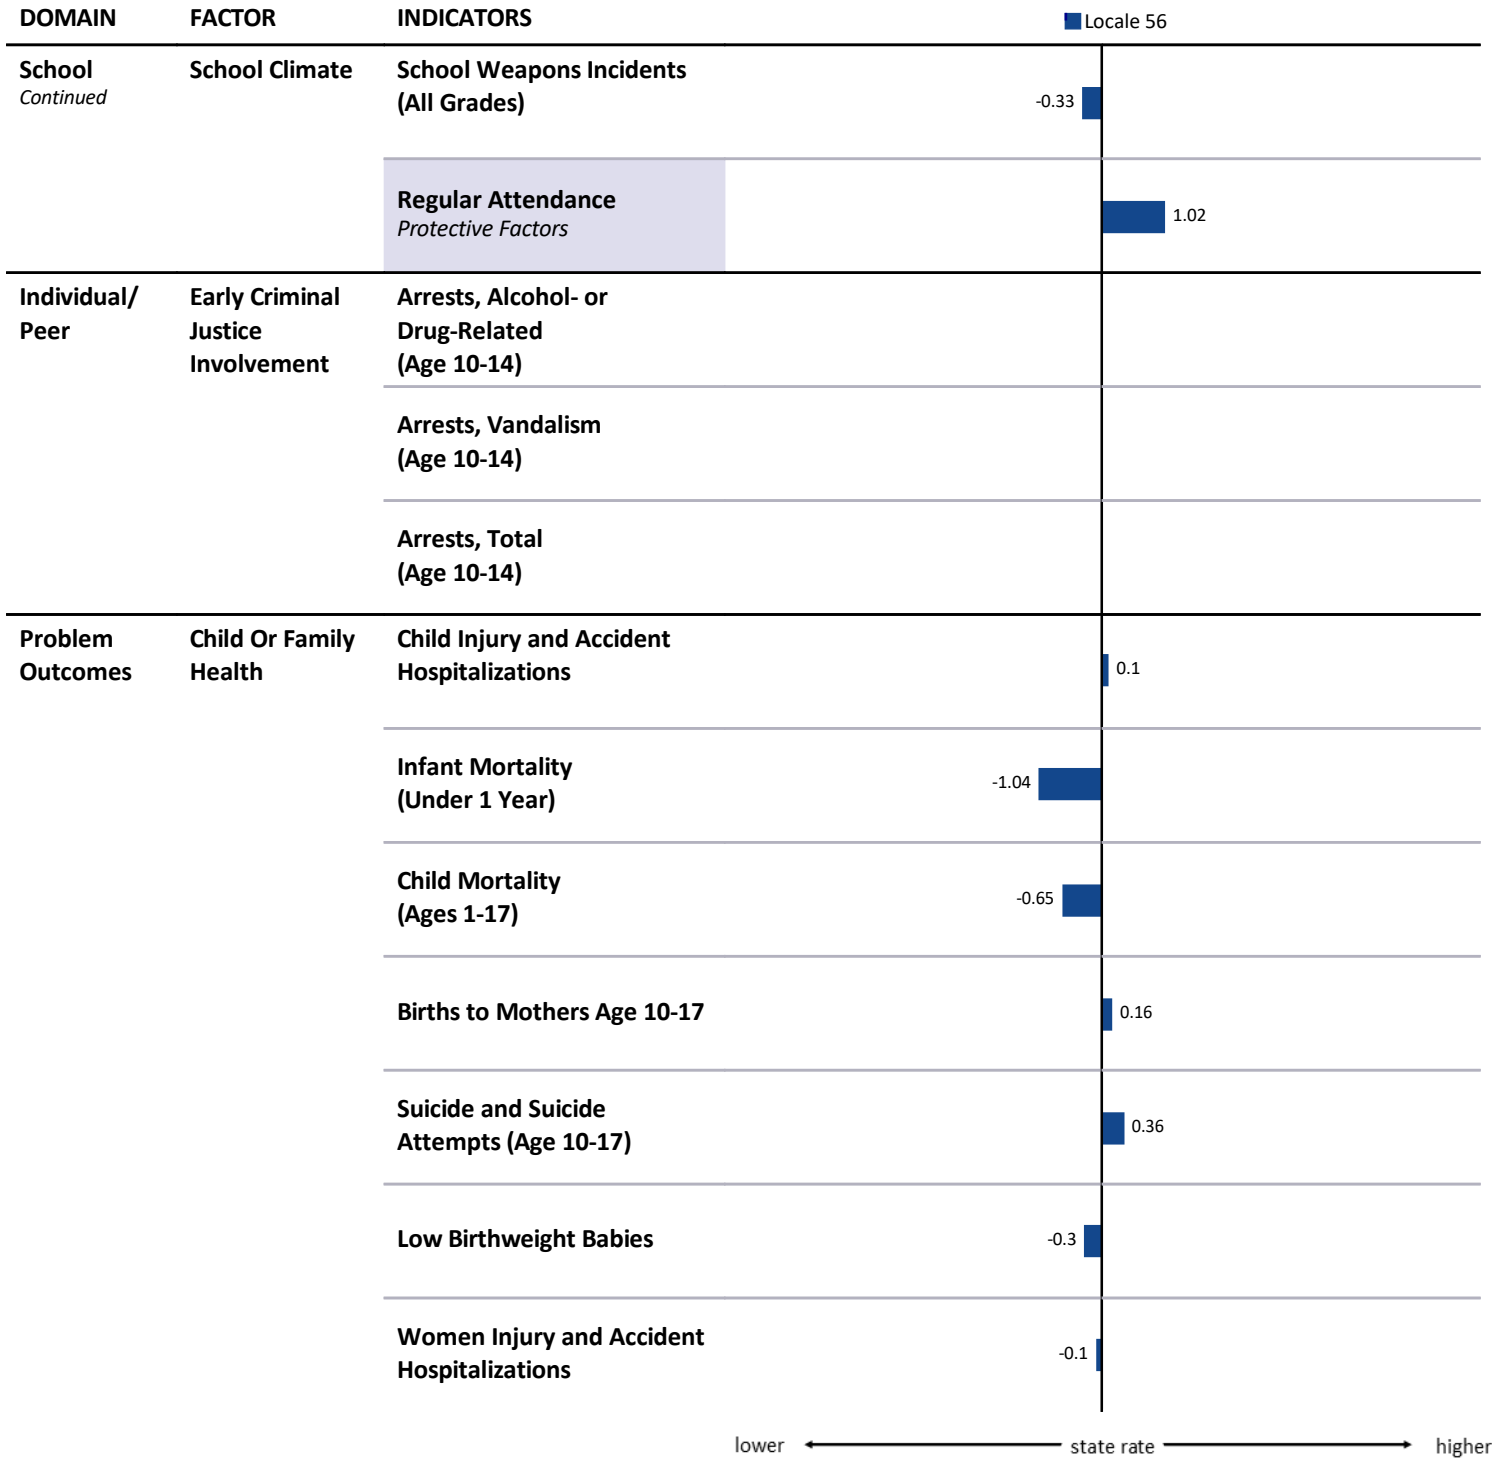 DOMAIN FACTOR INDICATORS Locale 56
School School Climate School Weapons Incidents
Continued (All Grades) -0.33
Regular Attendance 1.02
Protective Factors
Individual/ Early Criminal Arrests, Alcohol- or
Peer Justice Drug-Related
Involvement (Age 10-14)
Arrests, Vandalism
(Age 10-14)
Arrests, Total
(Age 10-14)
Problem Child Or Family Child Injury and Accident
Outcomes Health Hospitalizations 0.1
Infant Mortality
(Under 1 Year) -1.04
Child Mortality
(Ages 1-17) -0.65
Births to Mothers Age 10-17 0.16
Suicide and Suicide
Attempts (Age 10-17) 0.36
Low Birthweight Babies -0.3
Women Injury and Accident
Hospitalizations -0.1
lower state rate higher